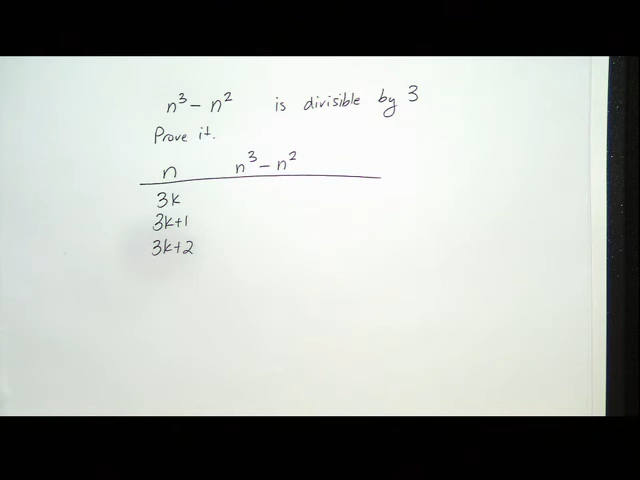 n³ - n² is divisible by 3
Prove it.
n n³ - n²
3k
3k+1
3k+2